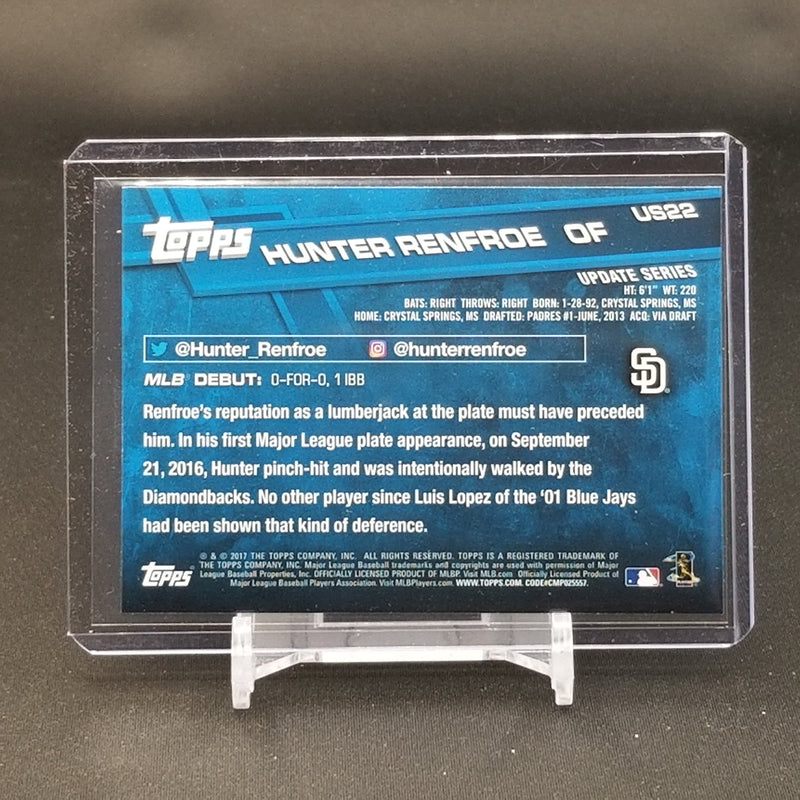 topps HUNTER RENFROE OF US22
UPDATE SERIES
HT: 6'1" WT: 220
BATS: RIGHT THROWS: RIGHT BORN: 1-28-92, CRYSTAL SPRINGS, MS
HOME: CRYSTAL SPRINGS, MS DRAFTED: PADRES #1-JUNE, 2013 ACQ: VIA DRAFT
@Hunter_Renfroe @hunterrenfroe
SD
MLB® DEBUT: 0-FOR-0, 1 IBB
Renfroe's reputation as a lumberjack at the plate must have preceded
him. In his first Major League plate appearance, on September
21, 2016, Hunter pinch-hit and was intentionally walked by the
Diamondbacks. No other player since Luis Lopez of the '01 Blue Jays
had been shown that kind of deference.
topps
® & © 2017 THE TOPPS COMPANY, INC. ALL RIGHTS RESERVED. TOPPS IS A REGISTERED TRADEMARK OF
THE TOPPS COMPANY, INC. Major League Baseball trademarks and copyrights are used with permission of Major
League Baseball Properties, Inc. OFFICIALLY LICENSED PRODUCT OF MLBP. Visit MLB.com Officially Licensed Product of
Major League Baseball Players Association. Visit MLBPlayers.com. WWW.TOPPS.COM CODE#CMP025557.